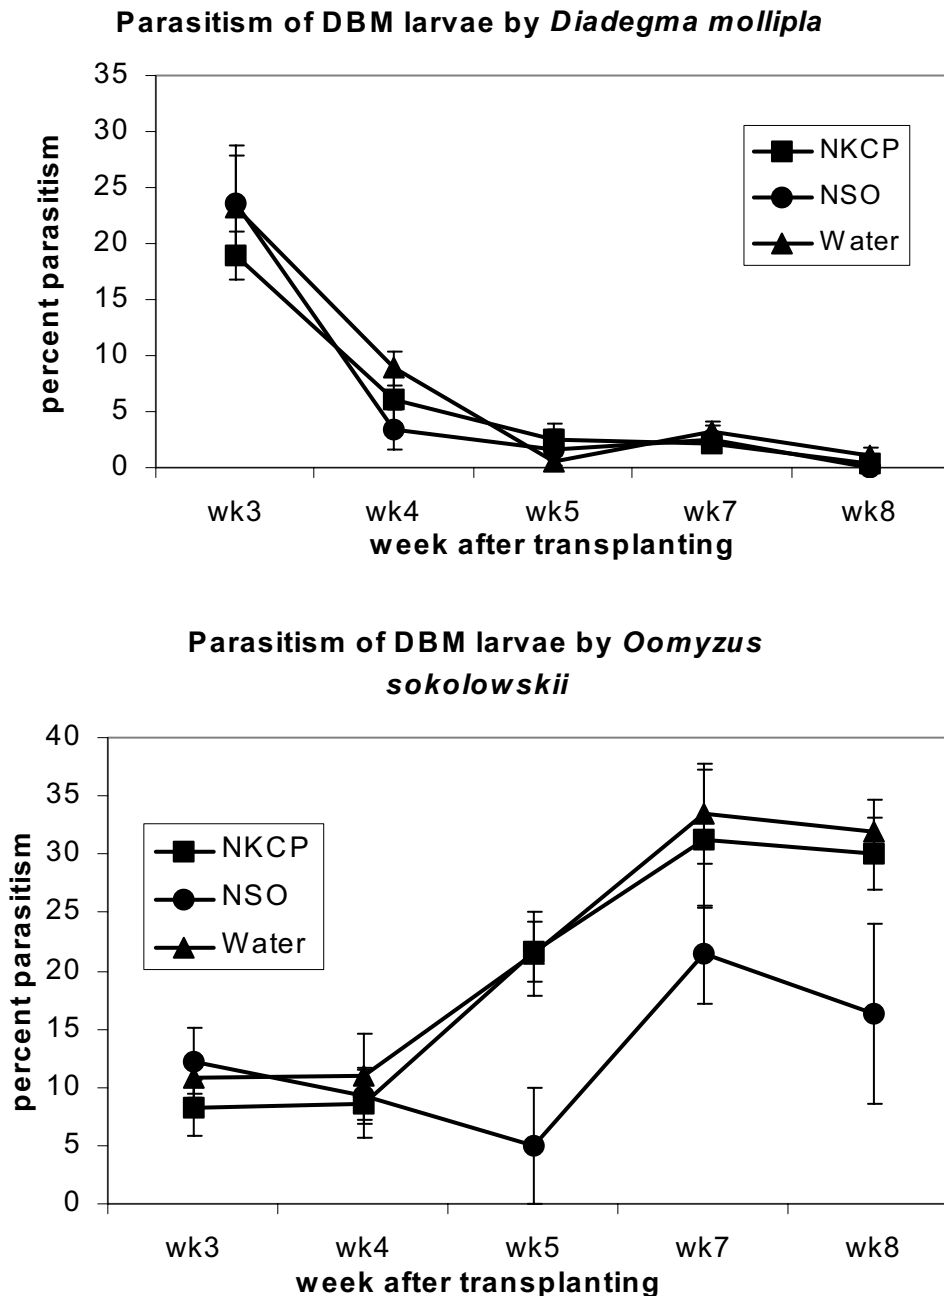 Parasitism of DBM larvae by Diadegma mollipla
35
30
25
20
15
10
5
0
percent parasitism
NKCP
NSO
Water
wk3 wk4 wk5 wk7 wk8
week after transplanting
Parasitism of DBM larvae by Oomyzus
sokolowskii
40
35
30
25
20
15
10
5
0
percent parasitism
NKCP
NSO
Water
wk3 wk4 wk5 wk7 wk8
week after transplanting